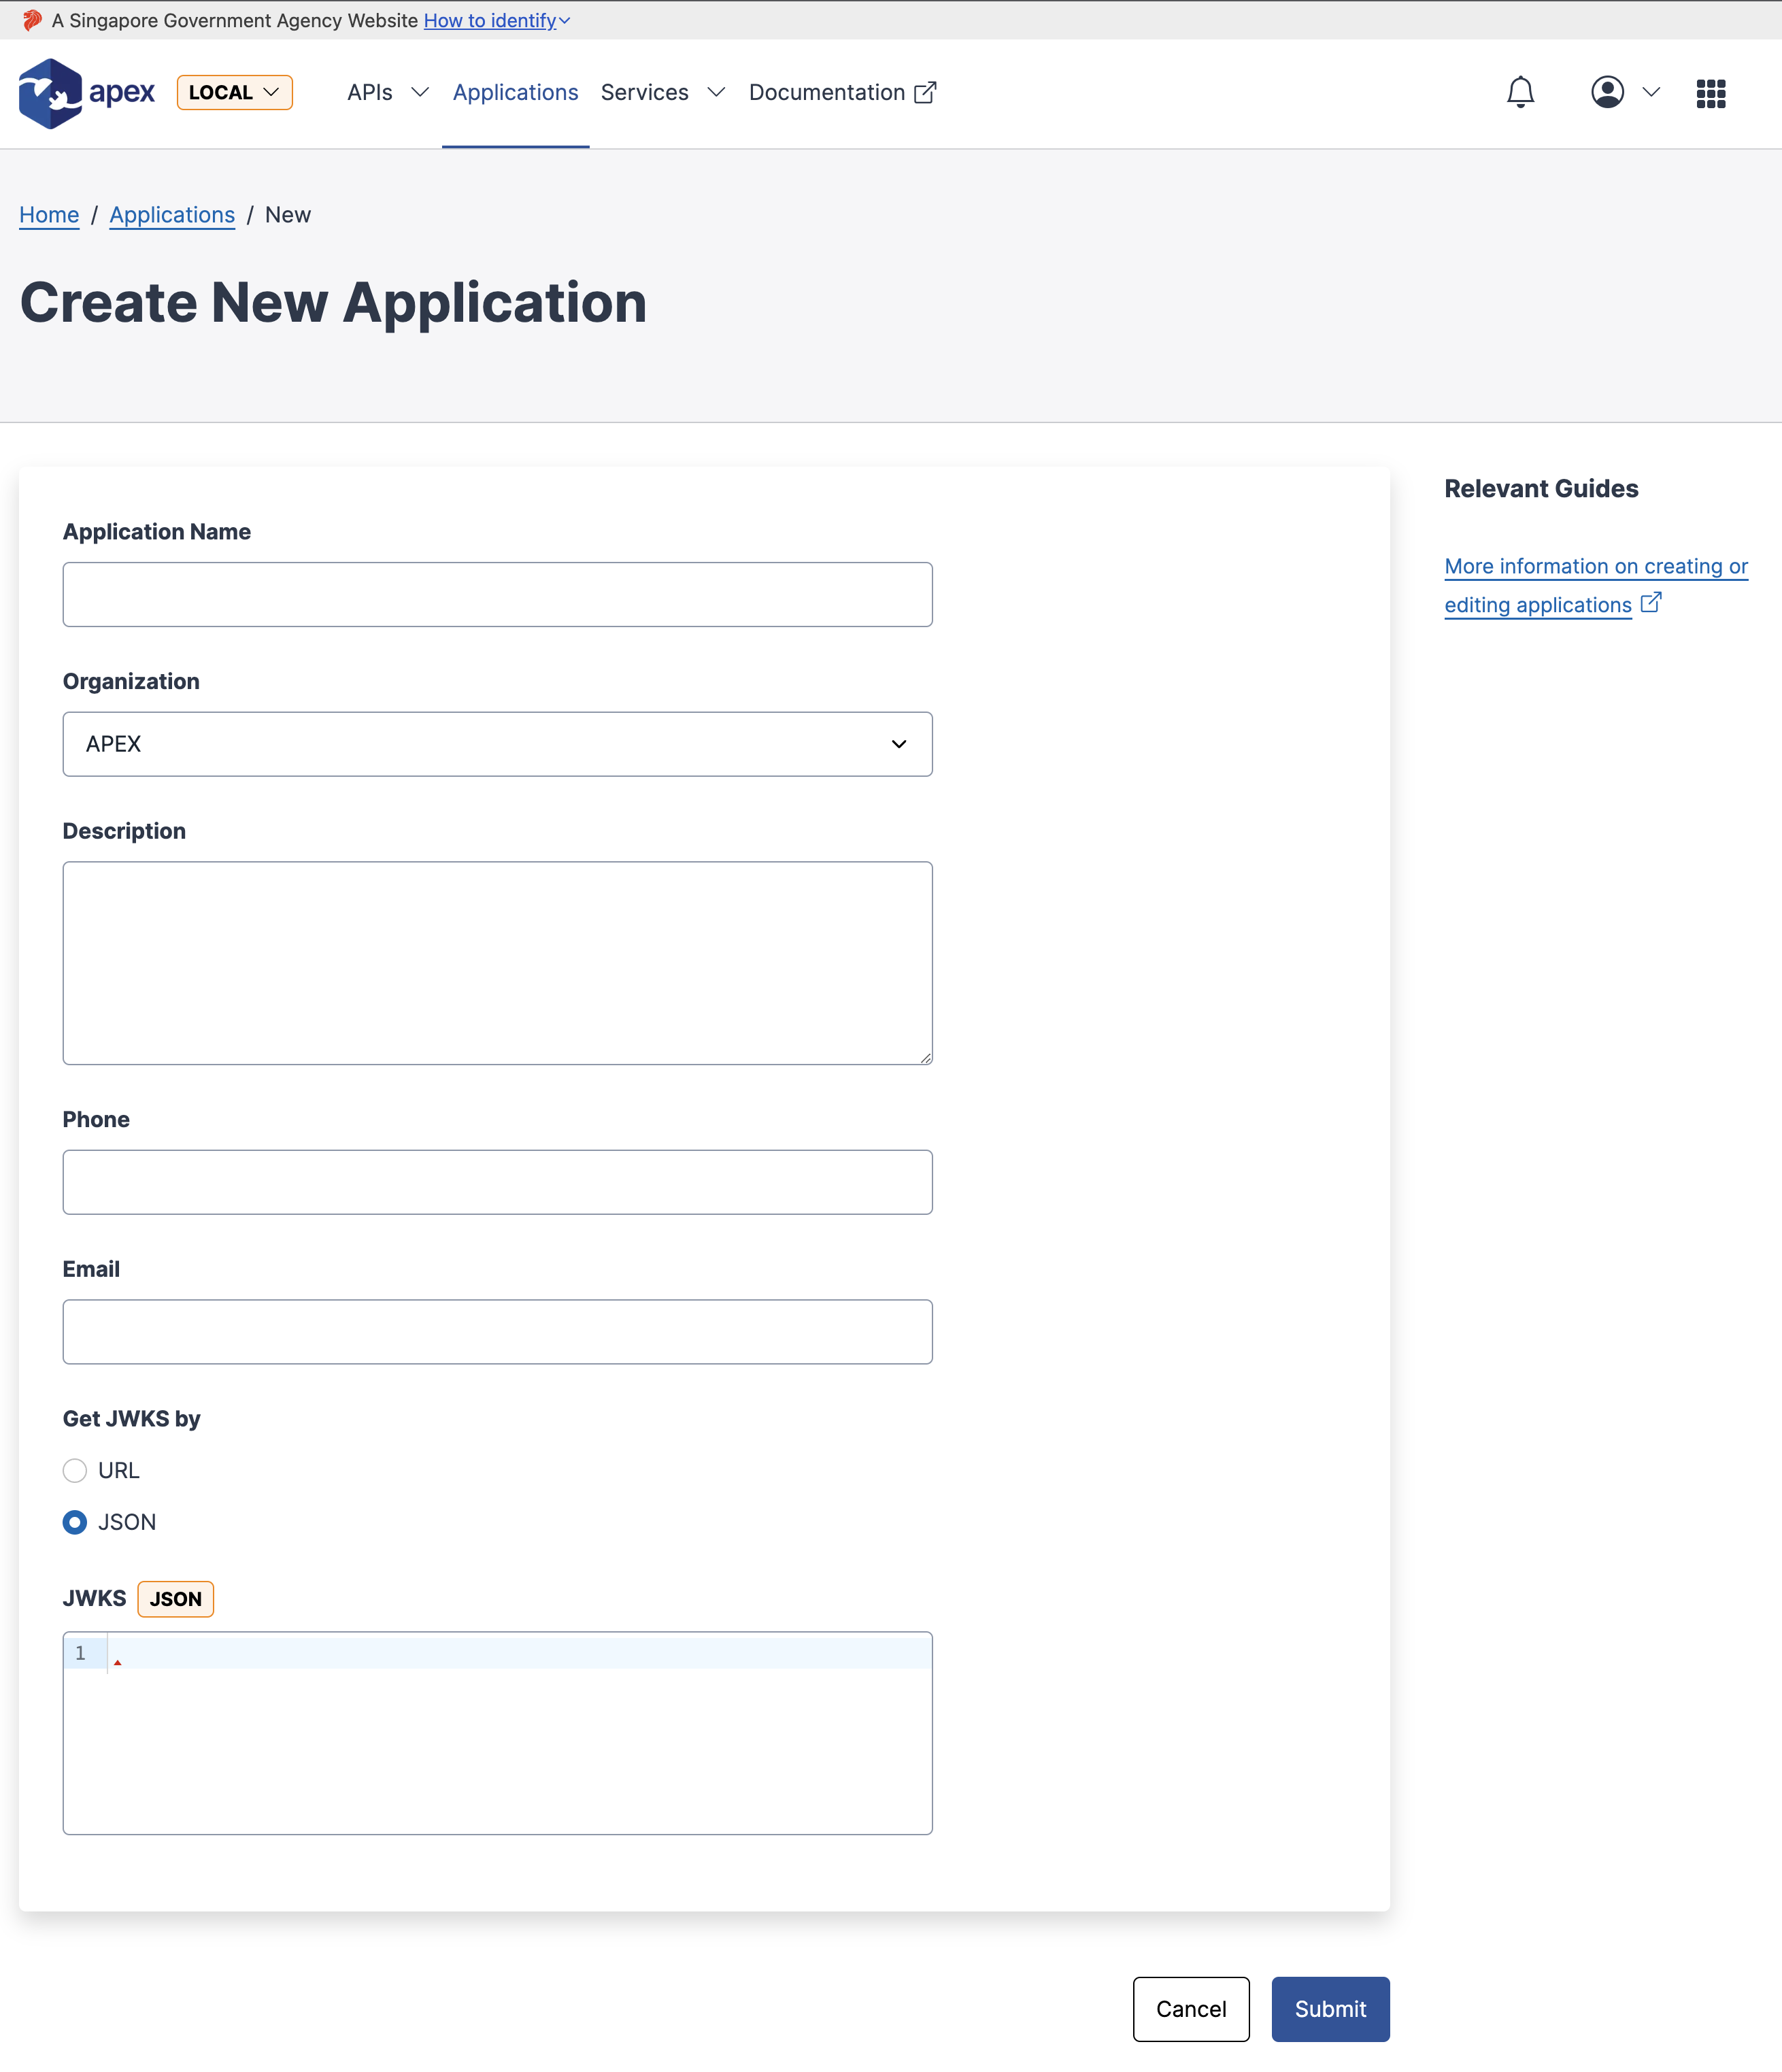 A Singapore Government Agency Website How to identify
apex LOCAL APIs Applications Services Documentation
Home / Applications / New
Create New Application
Application Name
Organization
APEX
Description
Phone
Email
Get JWKS by
URL
JSON
JWKS JSON
1
Cancel Submit
Relevant Guides
More information on creating or
editing applications